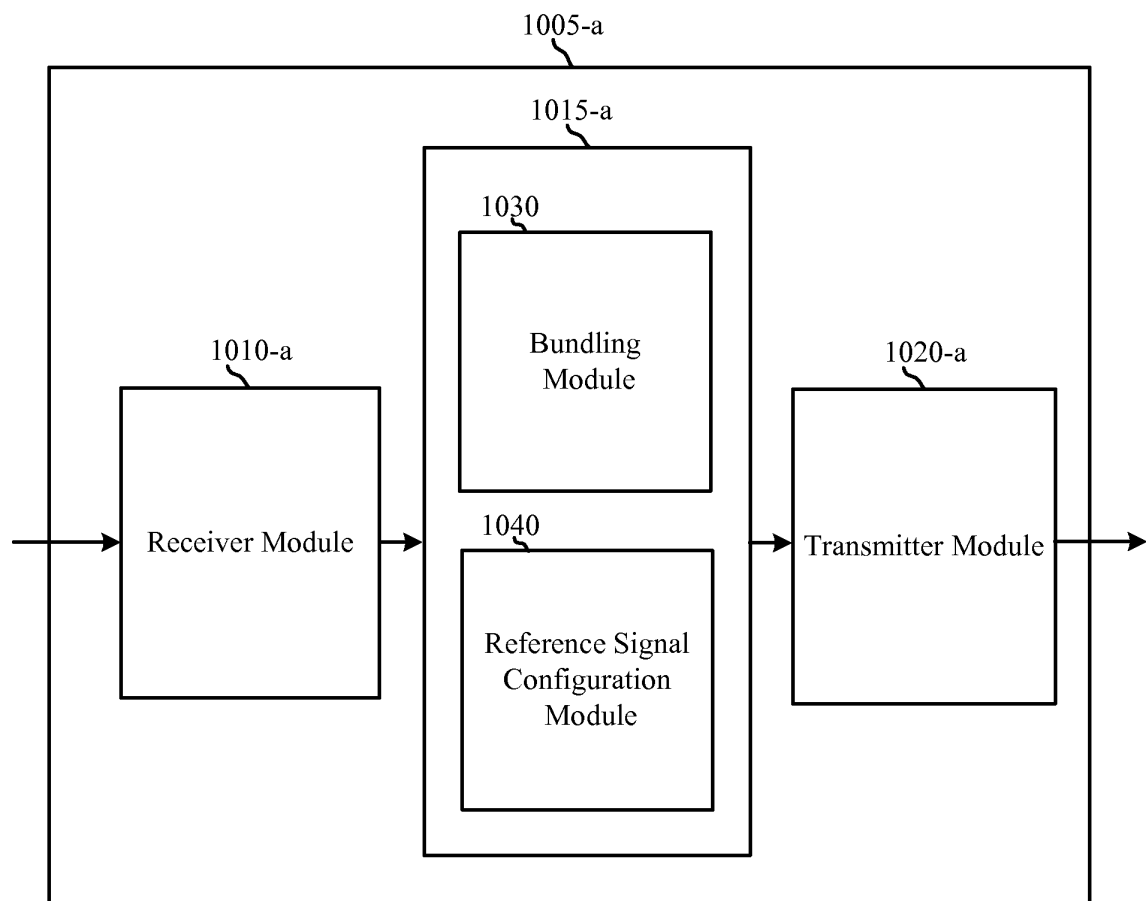 1005-a
1015-a
1030
Bundling
Module
1010-a
Receiver Module
1020-a
Transmitter Module
1040
Reference Signal
Configuration
Module